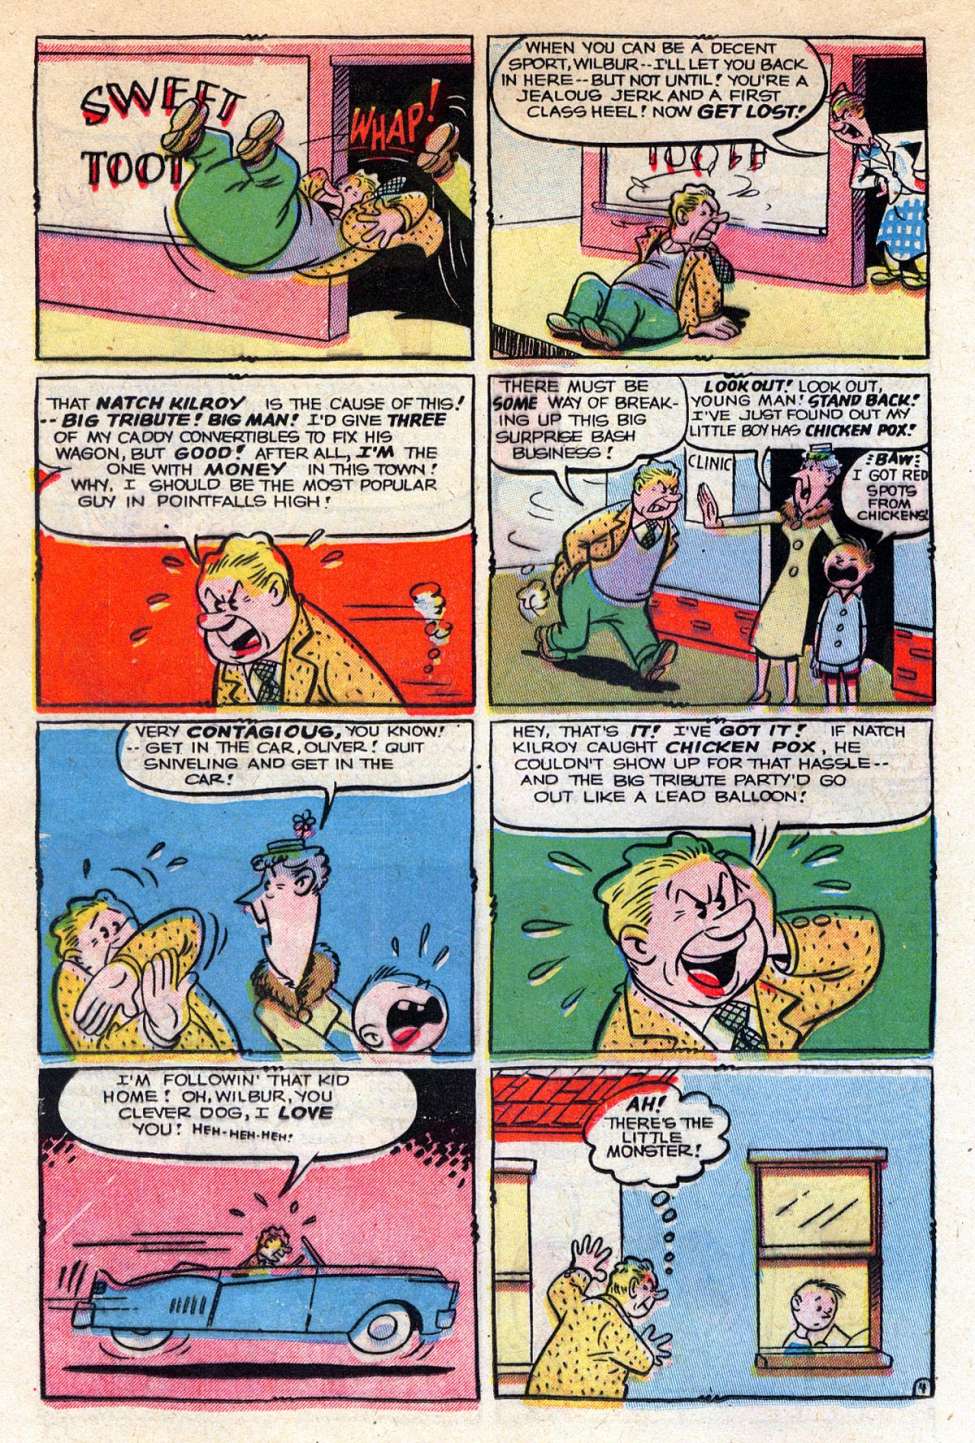 SWEET
TOOT
WHAP!
WHEN YOU CAN BE A DECENT
SPORT, WILBUR--I'LL LET YOU BACK
IN HERE--BUT NOT UNTIL! YOU'RE A
JEALOUS JERK AND A FIRST
CLASS HEEL! NOW GET LOST!
TOOTH
THAT NATCH KILROY IS THE CAUSE OF THIS!
--BIG TRIBUTE! BIG MAN! I'D GIVE THREE
OF MY CADDY CONVERTIBLES TO FIX HIS
WAGON, BUT GOOD! AFTER ALL, I'M THE
ONE WITH MONEY IN THIS TOWN!
WHY, I SHOULD BE THE MOST POPULAR
GUY IN POINTFALLS HIGH!
THERE MUST BE
SOME WAY OF BREAK-
ING UP THIS BIG
SURPRISE BASH
BUSINESS!
LOOK OUT! LOOK OUT,
YOUNG MAN! STAND BACK!
I'VE JUST FOUND OUT MY
LITTLE BOY HAS CHICKEN POX!
CLINIC
:BAW:
I GOT RED
SPOTS
FROM
CHICKENS!
VERY CONTAGIOUS, YOU KNOW!
--GET IN THE CAR, OLIVER! QUIT
SNIVELING AND GET IN THE
CAR!
HEY, THAT'S IT! I'VE GOT IT! IF NATCH
KILROY CAUGHT CHICKEN POX, HE
COULDN'T SHOW UP FOR THAT HASSLE--
AND THE BIG TRIBUTE PARTY'D GO
OUT LIKE A LEAD BALLOON!
I'M FOLLOWIN' THAT KID
HOME! OH, WILBUR, YOU
CLEVER DOG, I LOVE
YOU! HEH-HEH-HEH!
AH!
THERE'S THE
LITTLE
MONSTER!
4